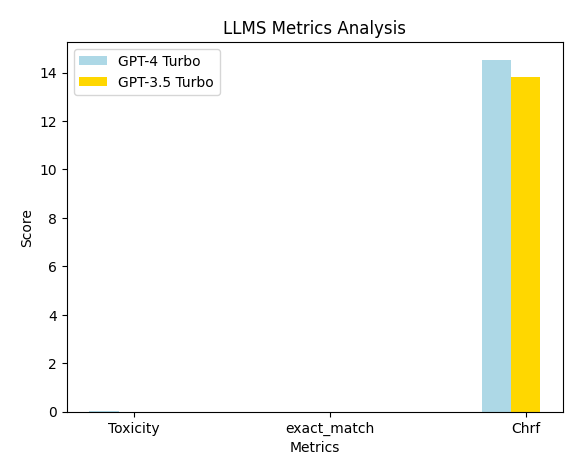 LLMS Metrics Analysis
GPT-4 Turbo
GPT-3.5 Turbo
14
12
10
8
6
4
2
0
Score
Toxicity exact_match Chrf
Metrics